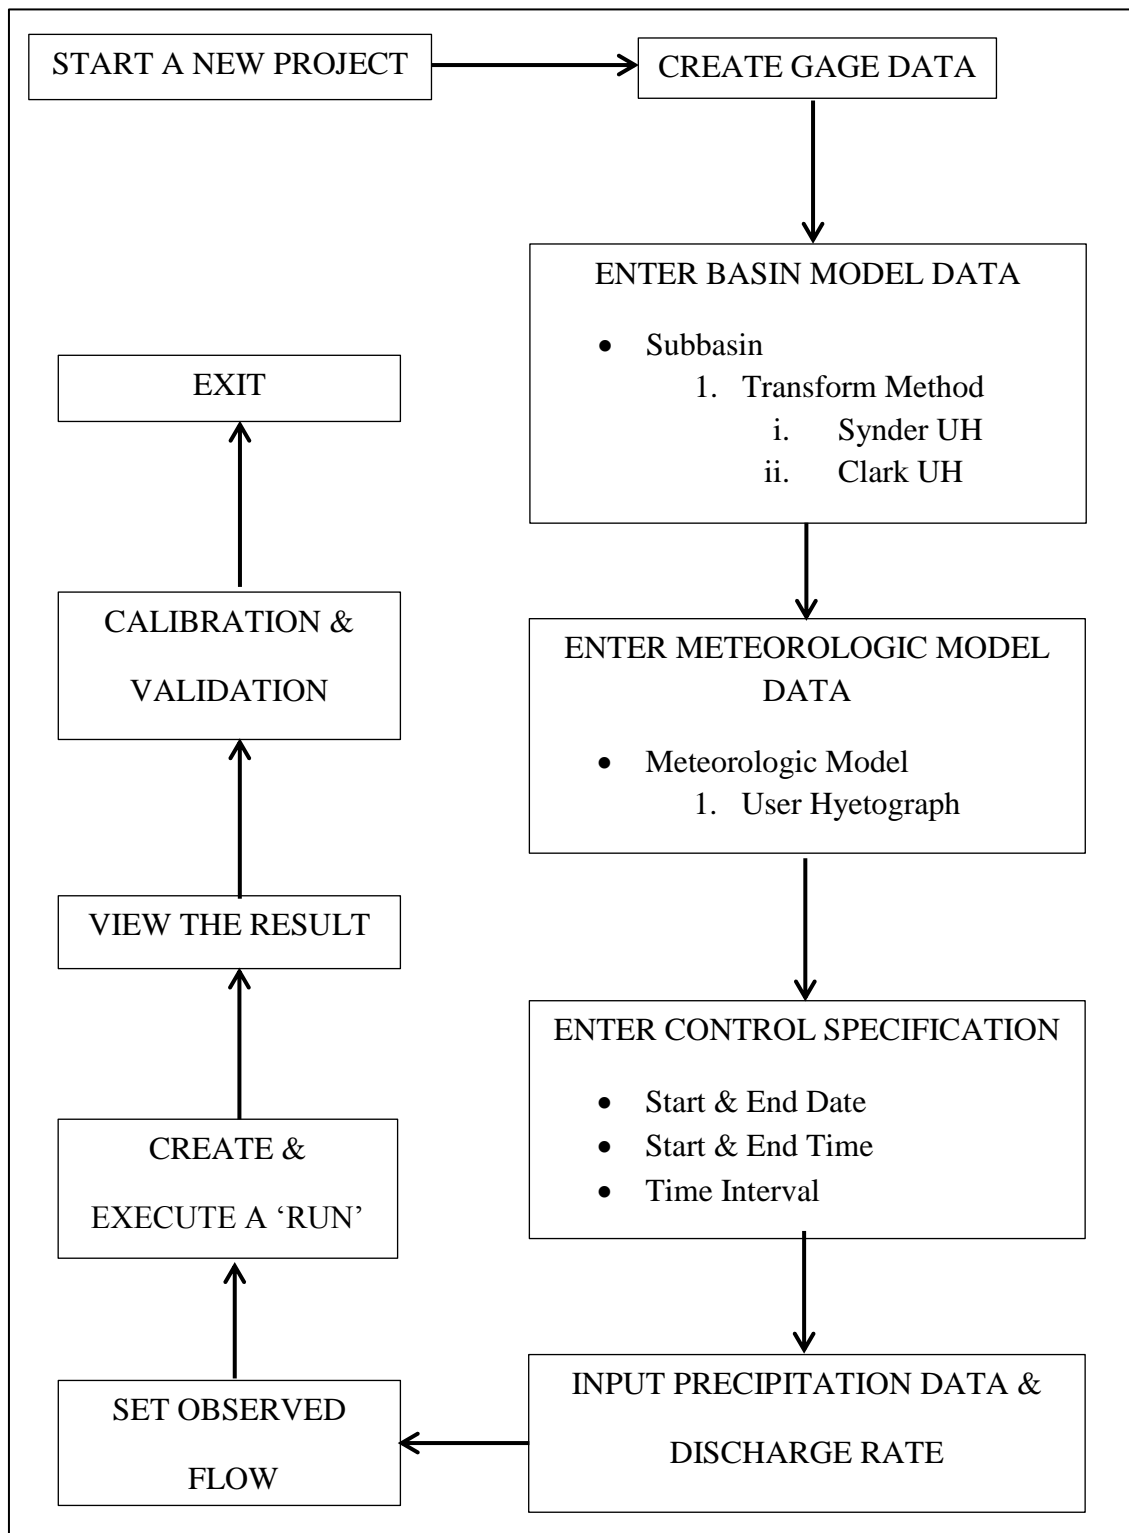 START A NEW PROJECT
CREATE GAGE DATA
ENTER BASIN MODEL DATA
• Subbasin
1. Transform Method
i. Synder UH
ii. Clark UH
ENTER METEOROLOGIC MODEL
DATA
• Meteorologic Model
1. User Hyetograph
ENTER CONTROL SPECIFICATION
• Start & End Date
• Start & End Time
• Time Interval
INPUT PRECIPITATION DATA &
DISCHARGE RATE
SET OBSERVED
FLOW
CREATE &
EXECUTE A ‘RUN’
VIEW THE RESULT
CALIBRATION &
VALIDATION
EXIT